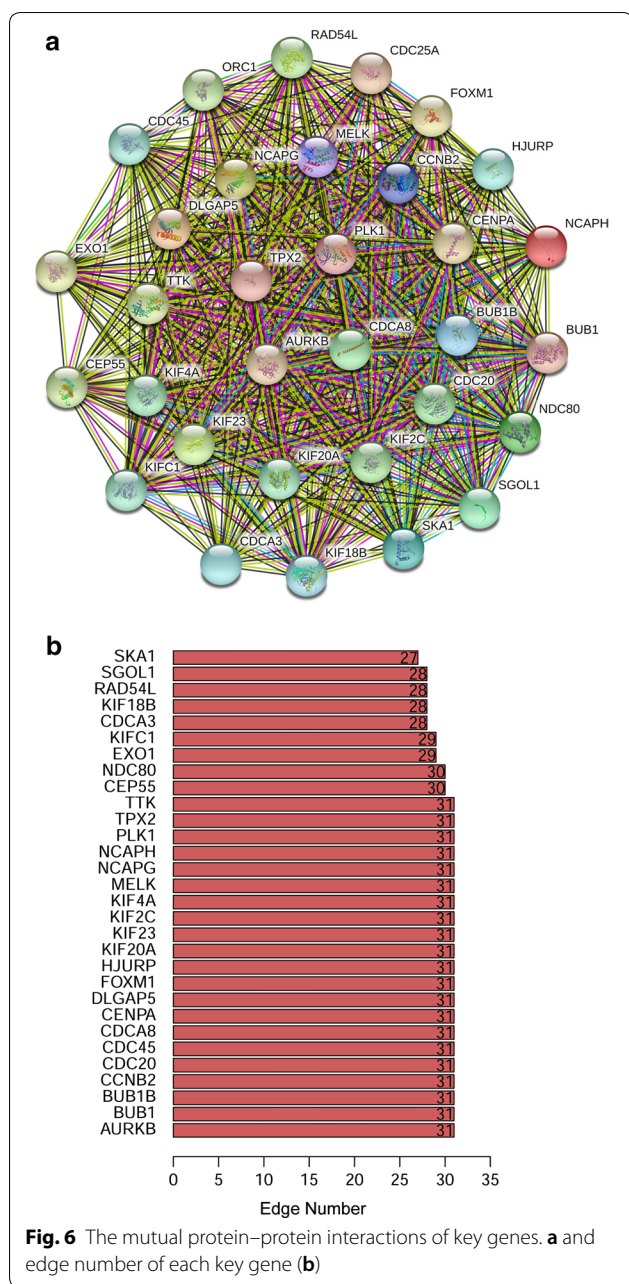 a
RAD54L
CDC25A
ORC1
FOXM1
CDC45
MELK
HJURP
NCAPG
CCNB2
DLGAP5
CENPA
NCAPH
PLK1
EXO1
TPX2
TTK
BUB1B
BUB1
AURKB
CDCA8
CEP55
KIF4A
CDC20
NDC80
KIF23
KIF2C
KIF20A
KIFC1
SGOL1
SKA1
CDCA3
KIF18B
b
SKA1 27
SGOL1 28
RAD54L 28
KIF18B 28
CDCA3 28
KIFC1 29
EXO1 29
NDC80 30
CEP55 30
TTK 31
TPX2 31
PLK1 31
NCAPH 31
NCAPG 31
MELK 31
KIF4A 31
KIF2C 31
KIF23 31
KIF20A 31
HJURP 31
FOXM1 31
DLGAP5 31
CENPA 31
CDCA8 31
CDC45 31
CDC20 31
CCNB2 31
BUB1B 31
BUB1 31
AURKB 31
0 5 10 15 20 25 30 35
Edge Number
Fig. 6 The mutual protein–protein interactions of key genes. a and
edge number of each key gene (b)